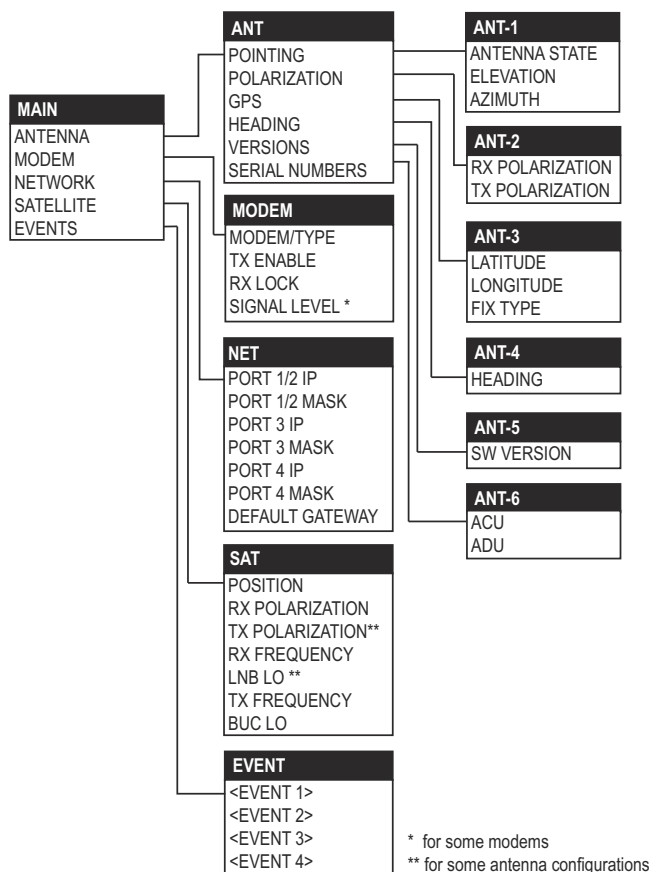 MAIN
ANTENNA
MODEM
NETWORK
SATELLITE
EVENTS
ANT
POINTING
POLARIZATION
GPS
HEADING
VERSIONS
SERIAL NUMBERS
MODEM
MODEM/TYPE
TX ENABLE
RX LOCK
SIGNAL LEVEL *
NET
PORT 1/2 IP
PORT 1/2 MASK
PORT 3 IP
PORT 3 MASK
PORT 4 IP
PORT 4 MASK
DEFAULT GATEWAY
SAT
POSITION
RX POLARIZATION
TX POLARIZATION**
RX FREQUENCY
LNB LO **
TX FREQUENCY
BUC LO
EVENT
<EVENT 1>
<EVENT 2>
<EVENT 3>
<EVENT 4>
ANT-1
ANTENNA STATE
ELEVATION
AZIMUTH
ANT-2
RX POLARIZATION
TX POLARIZATION
ANT-3
LATITUDE
LONGITUDE
FIX TYPE
ANT-4
HEADING
ANT-5
SW VERSION
ANT-6
ACU
ADU
* for some modems
** for some antenna configurations